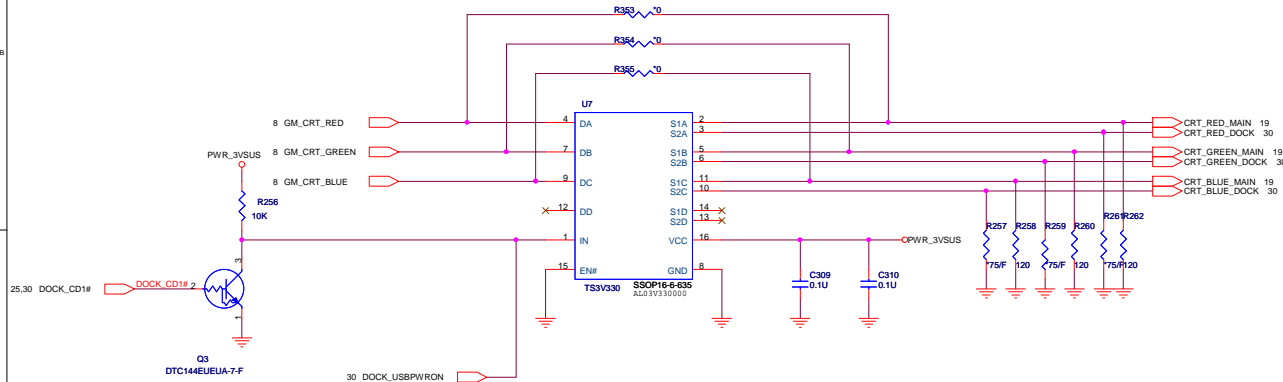 R353 *0
R354 *0
R355 *0
B
U7
8 GM_CRT_RED
4 DA
S1A 2
CRT_RED_MAIN 19
S2A 3
CRT_RED_DOCK 30
8 GM_CRT_GREEN
7 DB
S1B 5
CRT_GREEN_MAIN 19
S2B 6
CRT_GREEN_DOCK 30
PWR_3VSUS
8 GM_CRT_BLUE
9 DC
S1C 11
CRT_BLUE_MAIN 19
S2C 10
CRT_BLUE_DOCK 30
R256
10K
12 DD
S1D 14
S2D 13
R257 R258 R259 R260 R261 R262
1 IN
VCC 16
PWR_3VSUS
3
15 EN#
GND 8
*75/F 120 *75/F 120 *75/F 120
C309
0.1U
C310
0.1U
TS3V330
SSOP16-6-635
AL03V330000
25,30 DOCK_CD1#
DOCK_CD1# 2
1
Q3
DTC144EUEUA-7-F
30 DOCK_USBPWRON